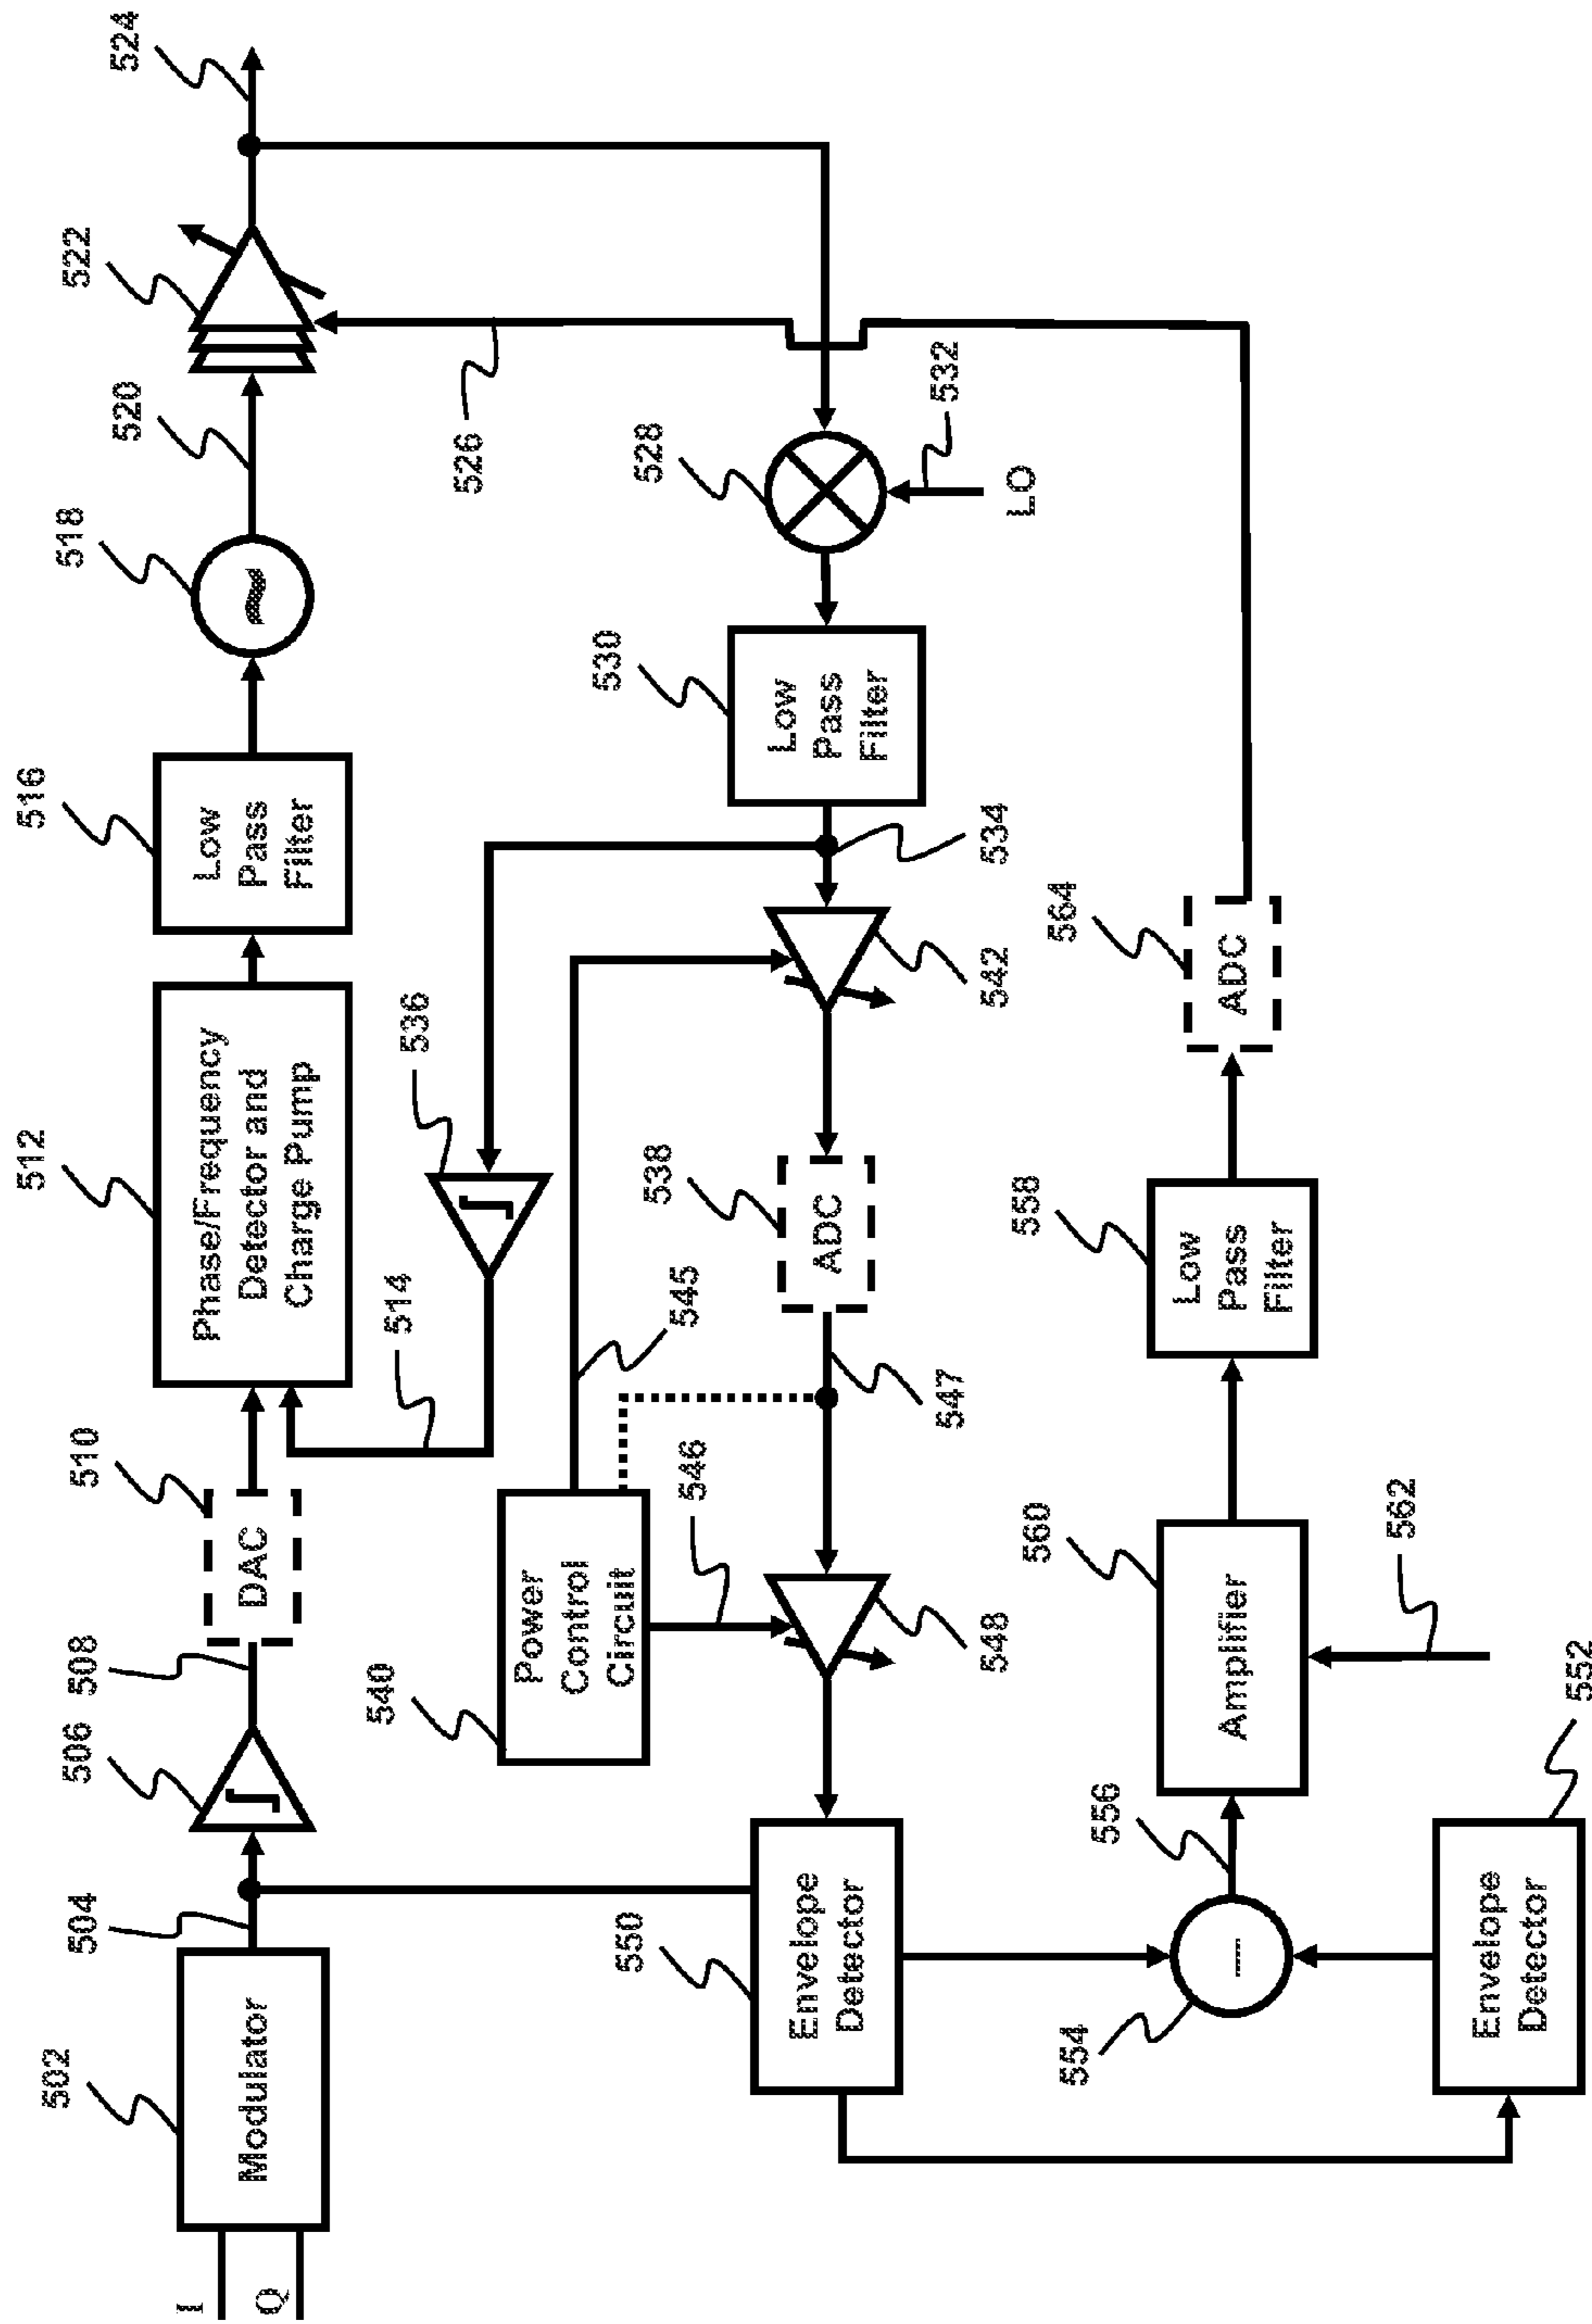 I
Q
502
Modulator
504
506
508
510
DAC
512
Phase/Frequency
Detector and
Charge Pump
516
Low
Pass
Filter
518
~
520
522
524
514
536
526
540
Power
Control
Circuit
545
546
550
Envelope
Detector
548
547
538
ADC
542
534
530
Low
Pass
Filter
528
532
LO
554
556
560
Amplifier
562
558
Low
Pass
Filter
564
ADC
552
Envelope
Detector